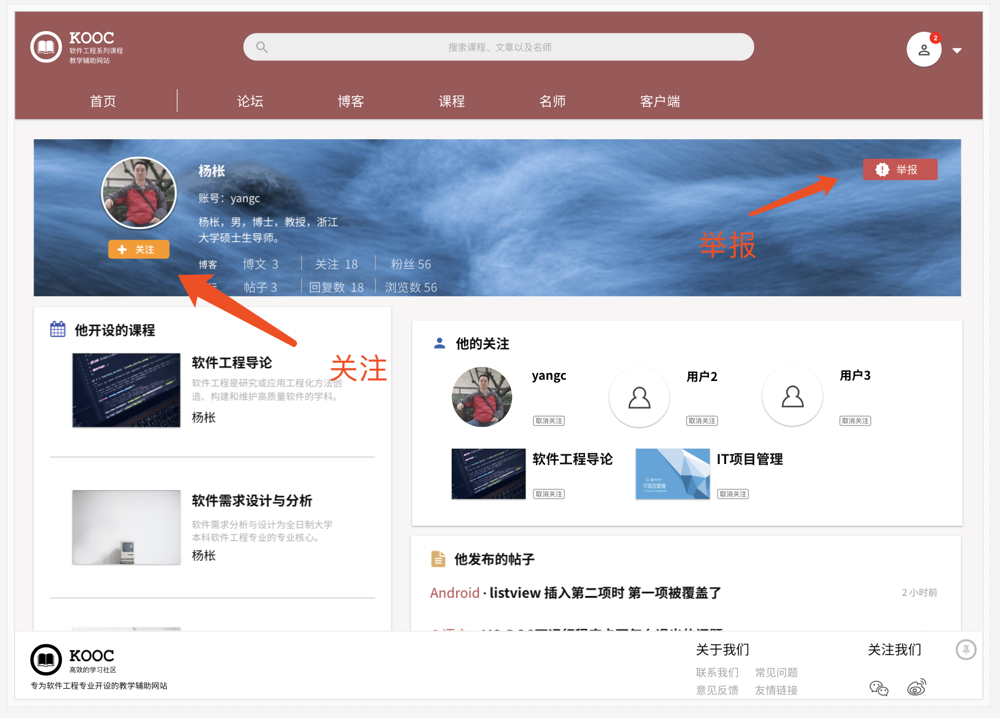 KOOC
软件工程系列课程
教学辅助网站
搜索课程、文章以及名师
2
首页
论坛
博客
课程
名师
客户端
杨枨
账号：yangc
杨枨，男，博士，教授，浙江
大学硕士生导师。
关注
博客 博文 3 关注 18 粉丝 56
帖子 3 回复数 18 浏览数 56
举报
举报
关注
他开设的课程
软件工程导论
软件工程是研究或应用工程化方法创
造、构建和维护高质量软件的学科。
杨枨
软件需求设计与分析
软件需求分析与设计为全日制大学
本科软件工程专业的专业核心。
杨枨
他的关注
yangc
取消关注
用户2
取消关注
用户3
取消关注
软件工程导论
取消关注
IT项目管理
IT项目管理
取消关注
他发布的帖子
Android · listview 插入第二项时 第一项被覆盖了
2 小时前
KOOC
高效的学习社区
专为软件工程专业开设的教学辅助网站
关于我们
联系我们 常见问题
意见反馈 友情链接
关注我们